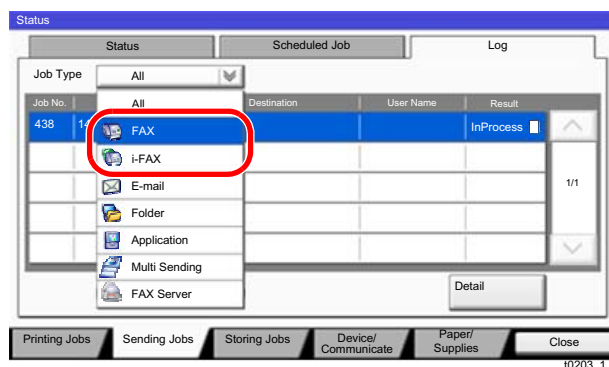 Status
Status Scheduled Job Log
Job Type All
Job No. All Destination User Name Result
438 14 FAX InProcess
i-FAX
E-mail 1/1
Folder
Application
Multi Sending
FAX Server Detail
Printing Jobs Sending Jobs Storing Jobs Device/ Communicate Paper/ Supplies Close
t0203_1